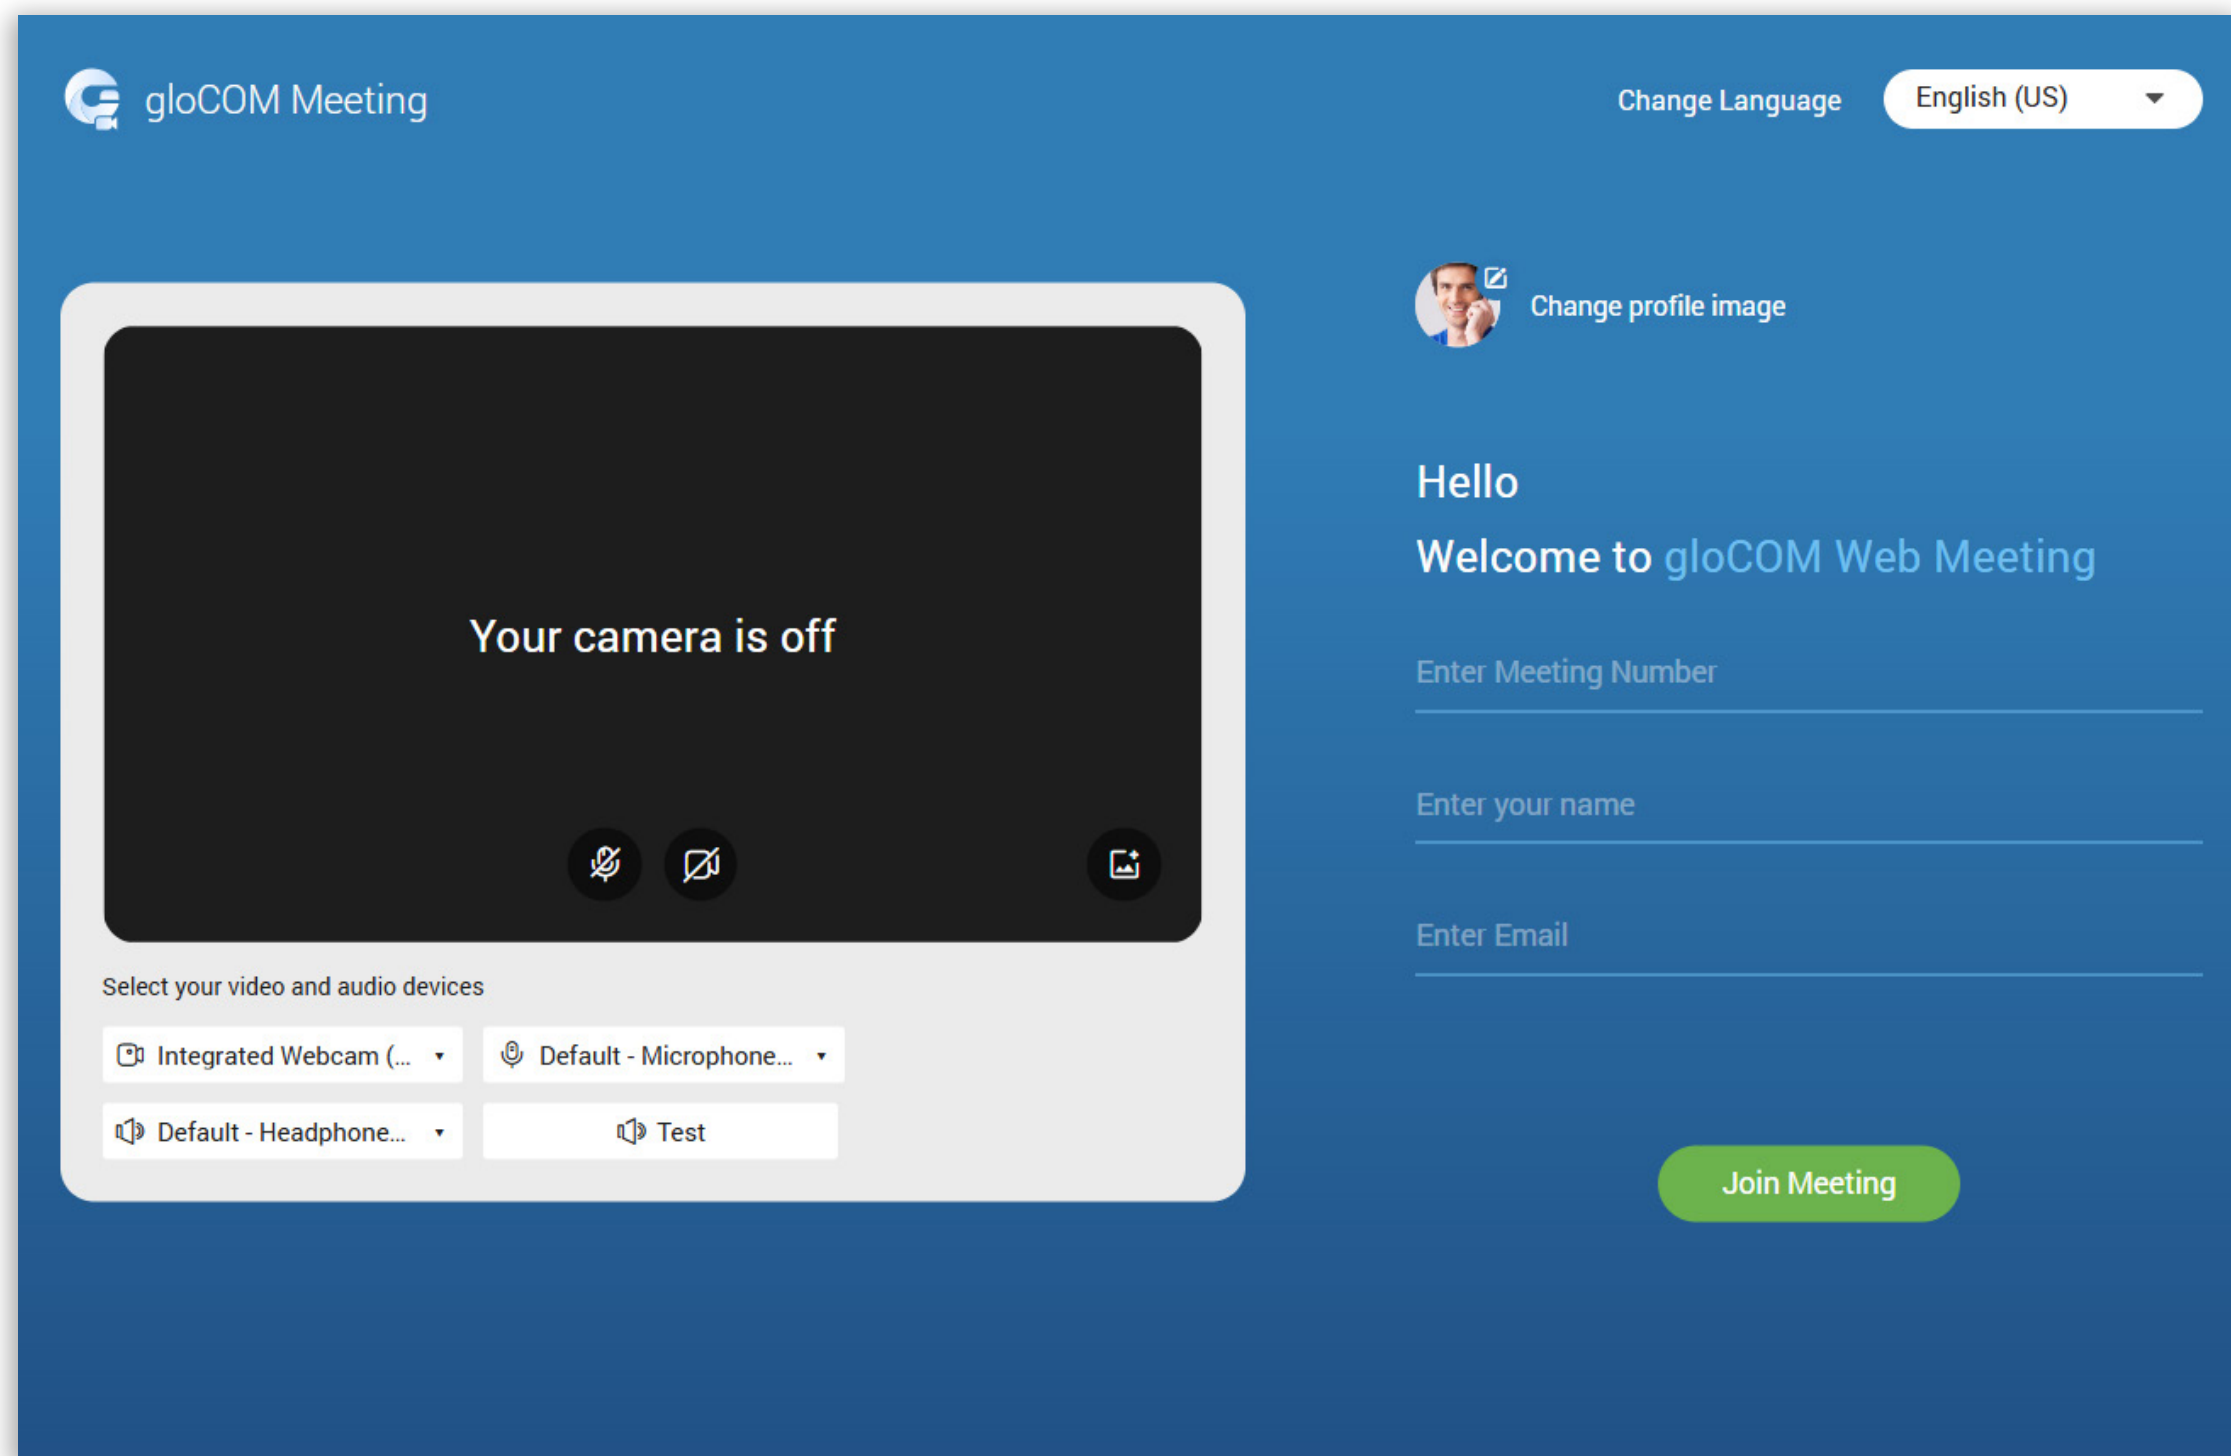 gloCOM Meeting
Change Language
English (US)
Your camera is off
Select your video and audio devices
Integrated Webcam (...
Default - Microphone...
Default - Headphone...
Test
Change profile image
Hello
Welcome to gloCOM Web Meeting
Enter Meeting Number
Enter your name
Enter Email
Join Meeting